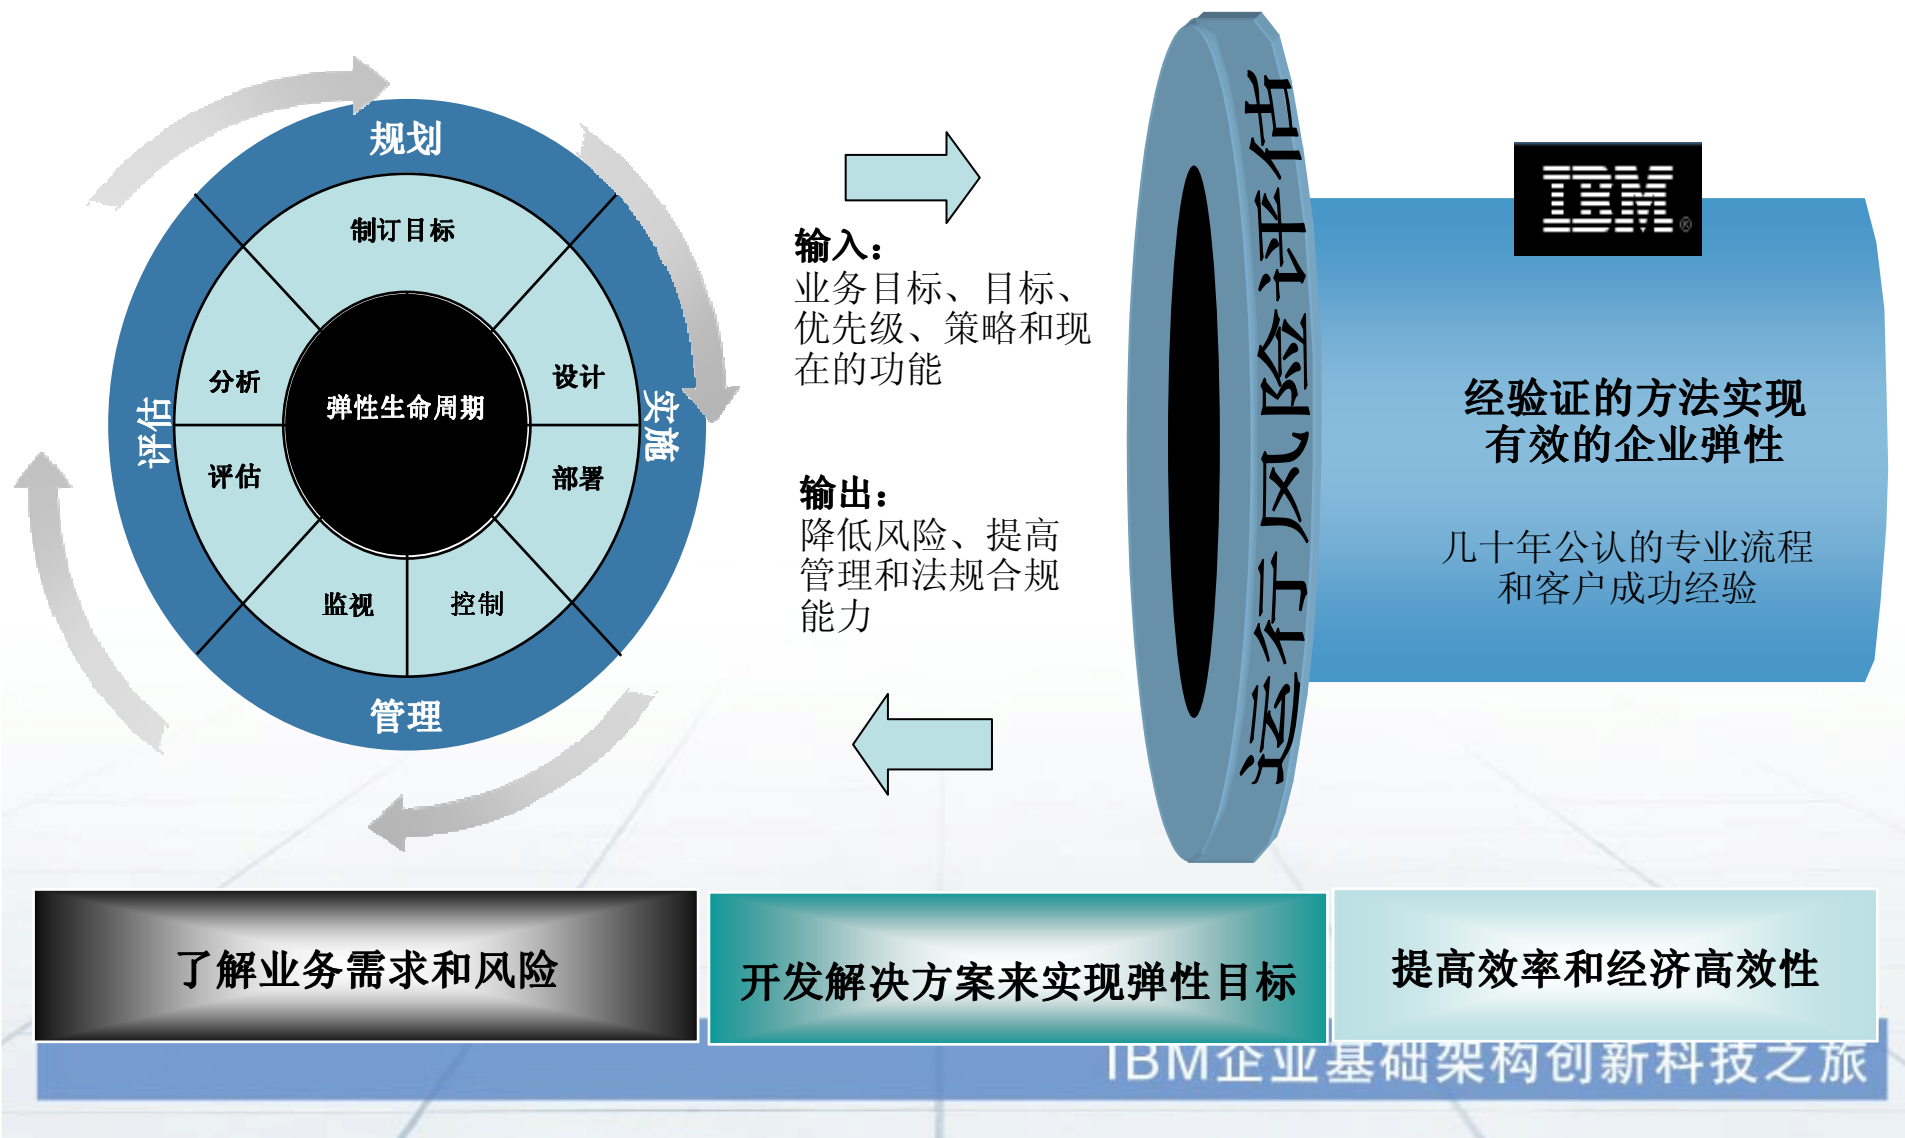 规划
制订目标
分析
设计
弹性生命周期
评估
实施
评估
部署
监视
控制
管理
输入：
业务目标、目标、
优先级、策略和现
在的功能
输出：
降低风险、提高
管理和法规合规
能力
运行风险评估
IBM®
经验证的方法实现
有效的企业弹性
几十年公认的专业流程
和客户成功经验
了解业务需求和风险
开发解决方案来实现弹性目标
提高效率和经济高效性
IBM企业基础架构创新科技之旅